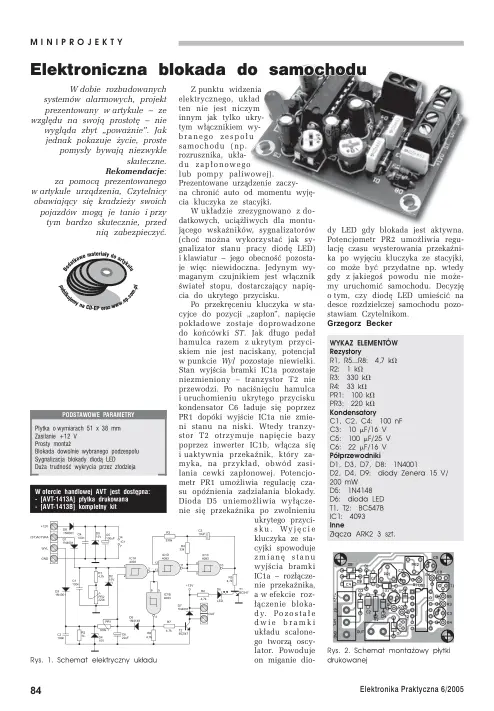 MINIPROJEKTY
Elektroniczna blokada do samochodu
W dobie rozbudowanych
systemów alarmowych, projekt
prezentowany w artykule – ze
względu na swoją prostotę – nie
wygląda zbyt „poważnie”. Jak
jednak pokazuje życie, proste
pomysły bywają niezwykle
skuteczne.
Rekomendacje:
za pomocą prezentowanego
w artykule urządzenia, Czytelnicy
obawiający się kradzieży swoich
pojazdów mogą je tanio i przy
tym bardzo skutecznie, przed
nią zabezpieczyć.
Dodatkowe materiały do artykułu
publikujemy na CD-EP oraz www.ep.com.pl
PODSTAWOWE PARAMETRY
Płytka o wymiarach 51 x 38 mm
Zasilanie +12 V
Prosty montaż
Blokada dowolnie wybranego podzespołu
Sygnalizacja blokady diodą LED
Duża trudność wykrycia przez złodzieja
W ofercie handlowej AVT jest dostępna:
- [AVT-1413A] płytka drukowana
- [AVT-1413B] kompletny kit
Z punktu widzenia
elektrycznego, układ
ten nie jest niczym
innym jak tylko ukry-
tym włącznikiem wy-
branego zespołu
samochodu (np.
rozrusznika, ukła-
du zapłonowego
lub pompy paliwowej).
Prezentowane urządzenie zaczy-
na chronić auto od momentu wyję-
cia kluczyka ze stacyjki.
W układzie zrezygnowano z do-
datkowych, uciążliwych dla montu-
jącego wskaźników, sygnalizatorów
(choć można wykorzystać jak sy-
gnalizator stanu pracy diodę LED)
i klawiatur – jego obecność pozosta-
je więc niewidoczna. Jedynym wy-
maganym czujnikiem jest włącznik
świateł stopu, dostarczający napię-
cia do ukrytego przycisku.
Po przekręceniu kluczyka w sta-
cyjce do pozycji „zapłon”, napięcie
pokładowe zostaje doprowadzone
do końcówki ST. Jak długo pedał
hamulca razem z ukrytym przyci-
skiem nie jest naciskany, potencjał
w punkcie Wyl pozostaje niewielki.
Stan wyjścia bramki IC1a pozostaje
niezmieniony – tranzystor T2 nie
przewodzi. Po naciśnięciu hamulca
i uruchomieniu ukrytego przycisku
kondensator C6 ładuje się poprzez
PR1 dopóki wyjście IC1a nie zmie-
ni stanu na niski. Wtedy tranzy-
stor T2 otrzymuje napięcie bazy
poprzez inwerter IC1b, włącza się
i uaktywnia przekaźnik, który za-
myka, na przykład, obwód zasi-
lania cewki zapłonowej. Potencjo-
metr PR1 umożliwia regulację cza-
su opóźnienia zadziałania blokady.
Dioda D5 uniemożliwia wyłącze-
nie się przekaźnika po zwolnieniu
ukrytego przyci-
sku. Wyjęcie
kluczyka ze sta-
cyjki spowoduje
zmianę stanu
wyjścia bramki
IC1a – rozłącze-
nie przekaźnika,
a w efekcie roz-
łączenie bloka-
dy. Pozostałe
dwie bramki
układu scalone-
go tworzą oscy-
lator. Powoduje
on miganie dio-
dy LED gdy blokada jest aktywna.
Potencjometr PR2 umożliwia regu-
lację czasu wysterowania przekaźni-
ka po wyjęciu kluczyka ze stacyjki,
co może być przydatne np. wtedy
gdy z jakiegoś powodu nie może-
my uruchomić samochodu. Decyzję
o tym, czy diodę LED umieścić na
desce rozdzielczej samochodu pozo-
stawiam Czytelnikom.
Grzegorz Becker
WYKAZ ELEMENTÓW
Rezystory
R1, R5...R8: 4,7 kΩ
R2: 1 kΩ
R3: 330 kΩ
R4: 33 kΩ
PR1: 100 kΩ
PR3: 220 kΩ
Kondensatory
C1, C2, C4: 100 nF
C3: 10 µF/16 V
C5: 100 µF/25 V
C6: 22 µF/16 V
Półprzewodniki
D1, D3, D7, D8: 1N4001
D2, D4, D9: diody Zenera 15 V/
200 mW
D5: 1N4148
D6: dioda LED
T1, T2: BC547B
IC1: 4093
Inne
Złącza ARK2 3 szt.
Rys. 1. Schemat elektryczny układu
Rys. 2. Schemat montażowy płytki
drukowanej
84
Elektronika Praktyczna 6/2005